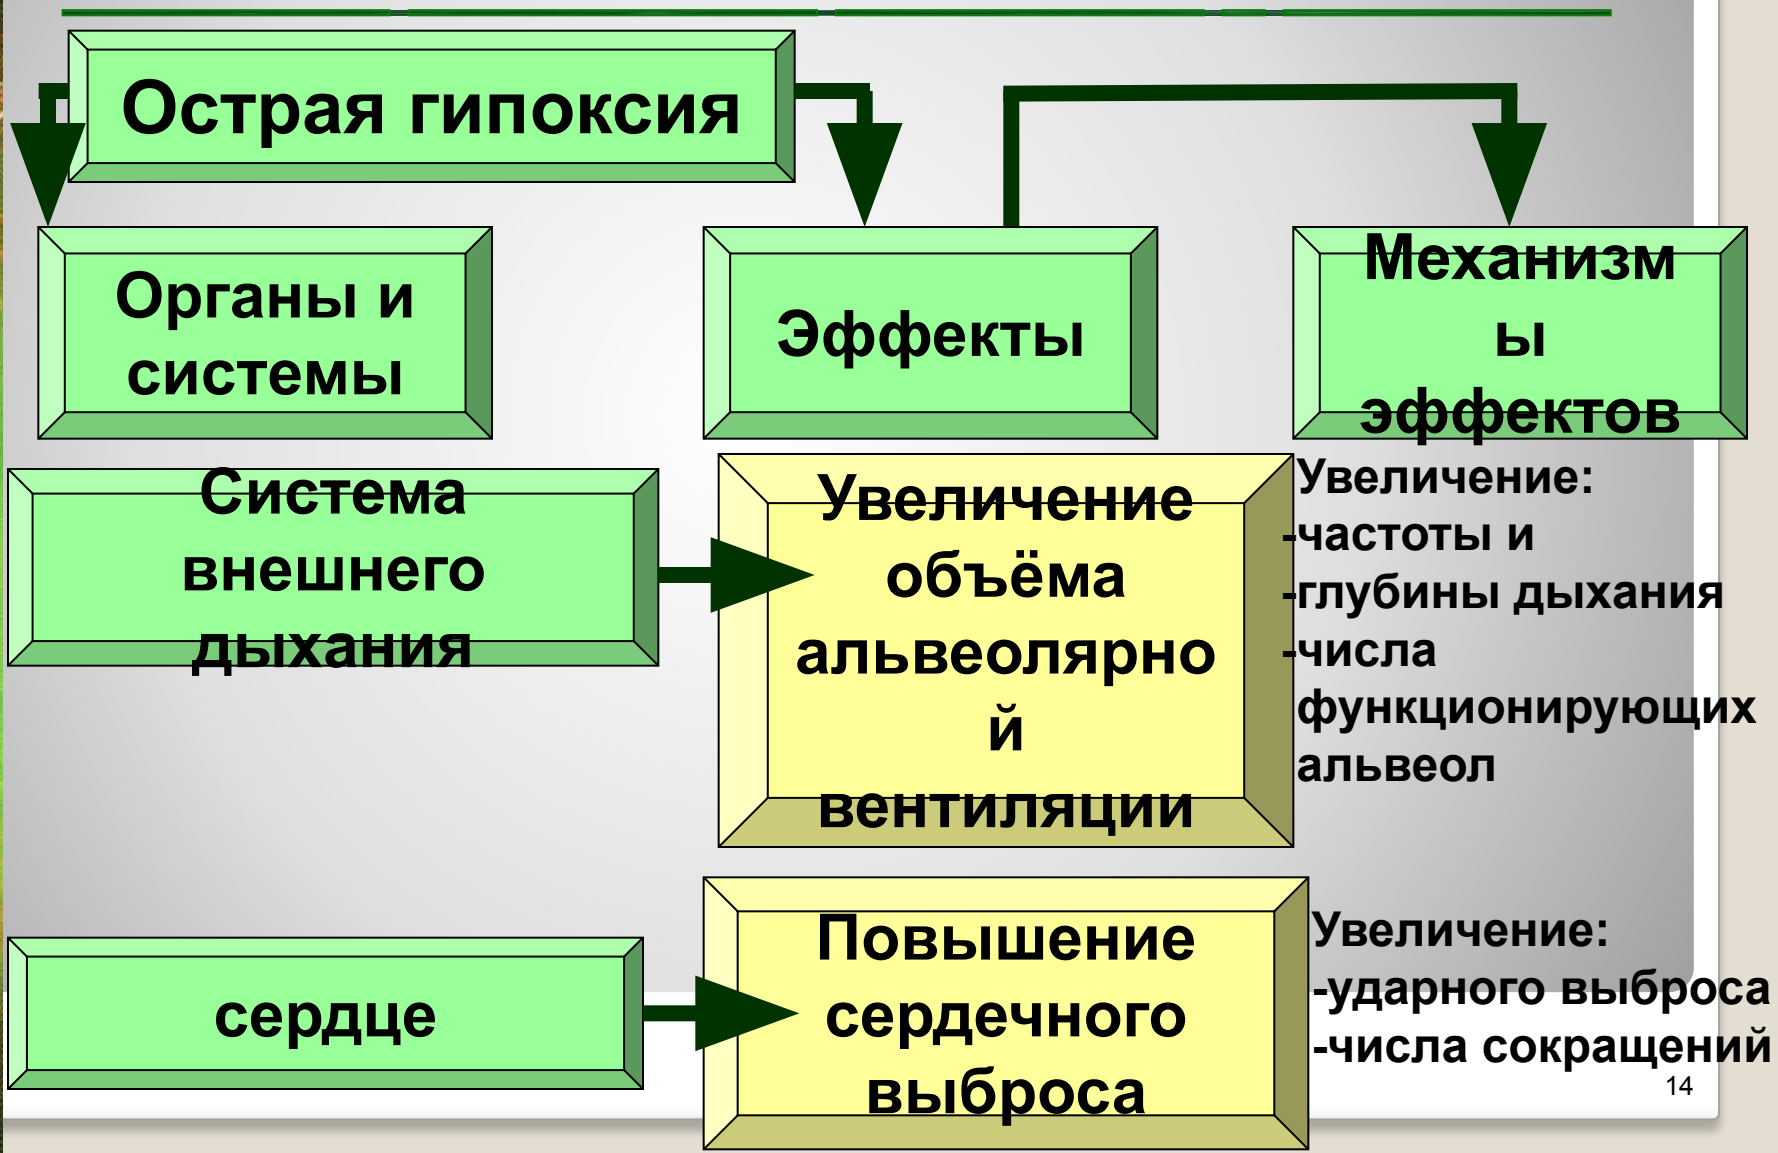 Острая гипоксия
Органы и
системы
Эффекты
Механизм
ы
эффектов
Система
внешнего
дыхания
Увеличение
объёма
альвеолярно
й
вентиляции
Увеличение:
-частоты и
-глубины дыхания
-числа
функционирующих
альвеол
сердце
Повышение
сердечного
выброса
Увеличение:
-ударного выброса
-числа сокращений
14